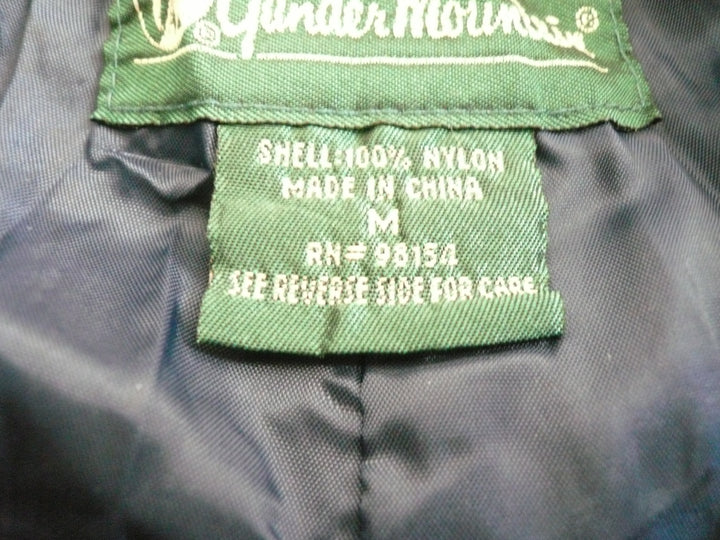 Gander Mountain®
SHELL:100% NYLON
MADE IN CHINA
M
RN# 98154
SEE REVERSE SIDE FOR CARE